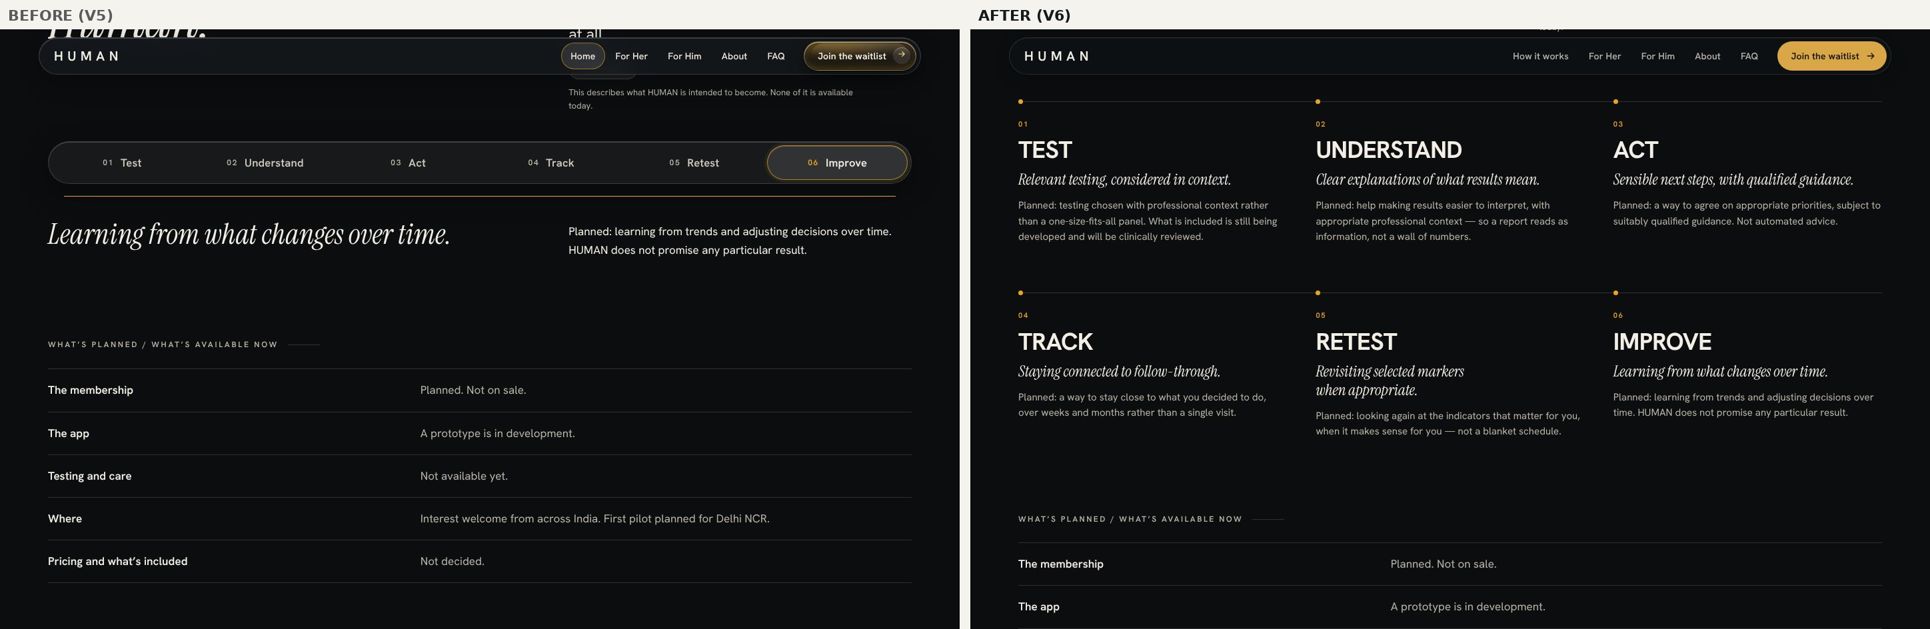 BEFORE (V5)
Human.
at all
HUMAN
Home
For Her
For Him
About
FAQ
Join the waitlist →
This describes what HUMAN is intended to become. None of it is available
today.
01 Test
02 Understand
03 Act
04 Track
05 Retest
06 Improve
Learning from what changes over time.
Planned: learning from trends and adjusting decisions over time.
HUMAN does not promise any particular result.
WHAT’S PLANNED / WHAT’S AVAILABLE NOW
The membership
Planned. Not on sale.
The app
A prototype is in development.
Testing and care
Not available yet.
Where
Interest welcome from across India. First pilot planned for Delhi NCR.
Pricing and what’s included
Not decided.
AFTER (V6)
today.
HUMAN
How it works
For Her
For Him
About
FAQ
Join the waitlist →
01
TEST
Relevant testing, considered in context.
Planned: testing chosen with professional context rather
than a one-size-fits-all panel. What is included is still being
developed and will be clinically reviewed.
02
UNDERSTAND
Clear explanations of what results mean.
Planned: help making results easier to interpret, with
appropriate professional context — so a report reads as
information, not a wall of numbers.
03
ACT
Sensible next steps, with qualified guidance.
Planned: a way to agree on appropriate priorities, subject to
suitably qualified guidance. Not automated advice.
04
TRACK
Staying connected to follow-through.
Planned: a way to stay close to what you decided to do,
over weeks and months rather than a single visit.
05
RETEST
Revisiting selected markers
when appropriate.
Planned: looking again at the indicators that matter for you,
when it makes sense for you — not a blanket schedule.
06
IMPROVE
Learning from what changes over time.
Planned: learning from trends and adjusting decisions over
time. HUMAN does not promise any particular result.
WHAT’S PLANNED / WHAT’S AVAILABLE NOW
The membership
Planned. Not on sale.
The app
A prototype is in development.